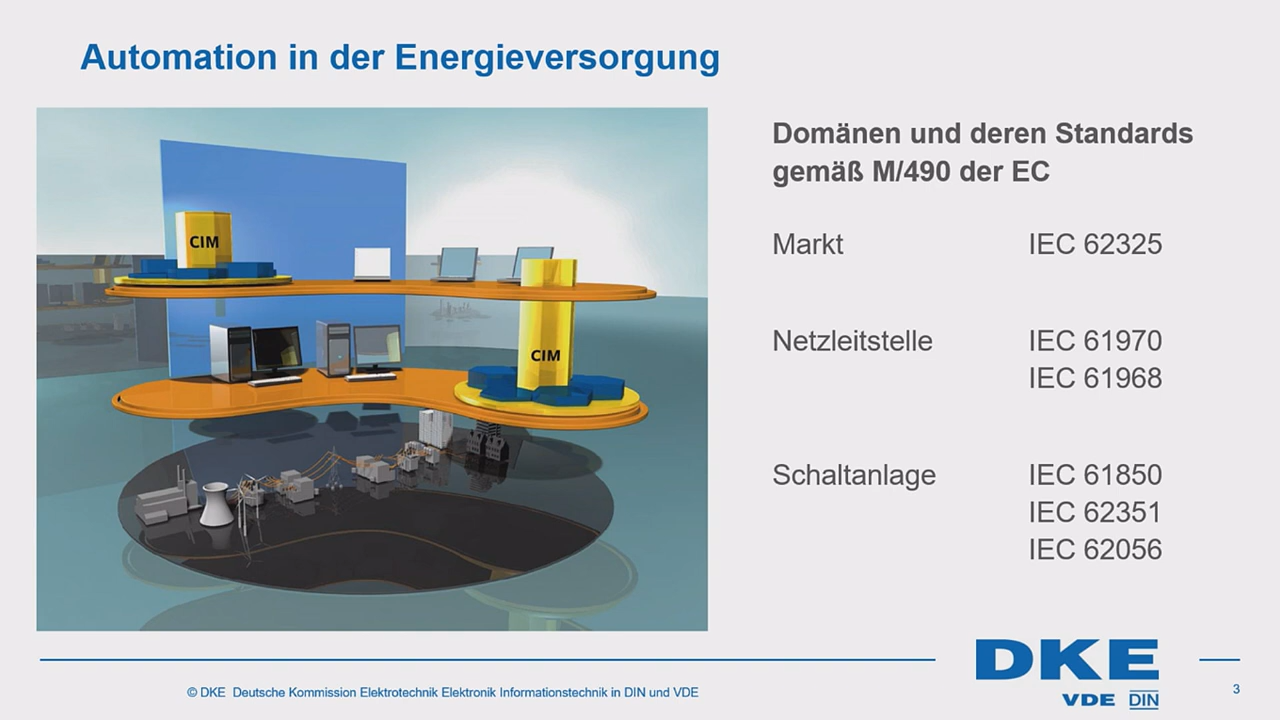 Automation in der Energieversorgung
CIM
CIM
Domänen und deren Standards
gemäß M/490 der EC
Markt IEC 62325
Netzleitstelle IEC 61970
IEC 61968
Schaltanlage IEC 61850
IEC 62351
IEC 62056
© DKE Deutsche Kommission Elektrotechnik Elektronik Informationstechnik in DIN und VDE
DKE
VDE DIN
3